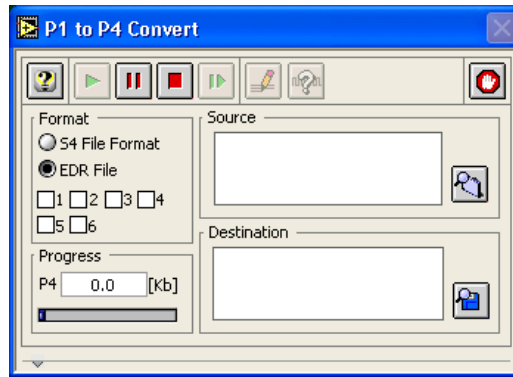 P1 to P4 Convert
Format
S4 File Format
EDR File
1 2 3 4
5 6
Progress
P4 0.0 [Kb]
Source
Destination